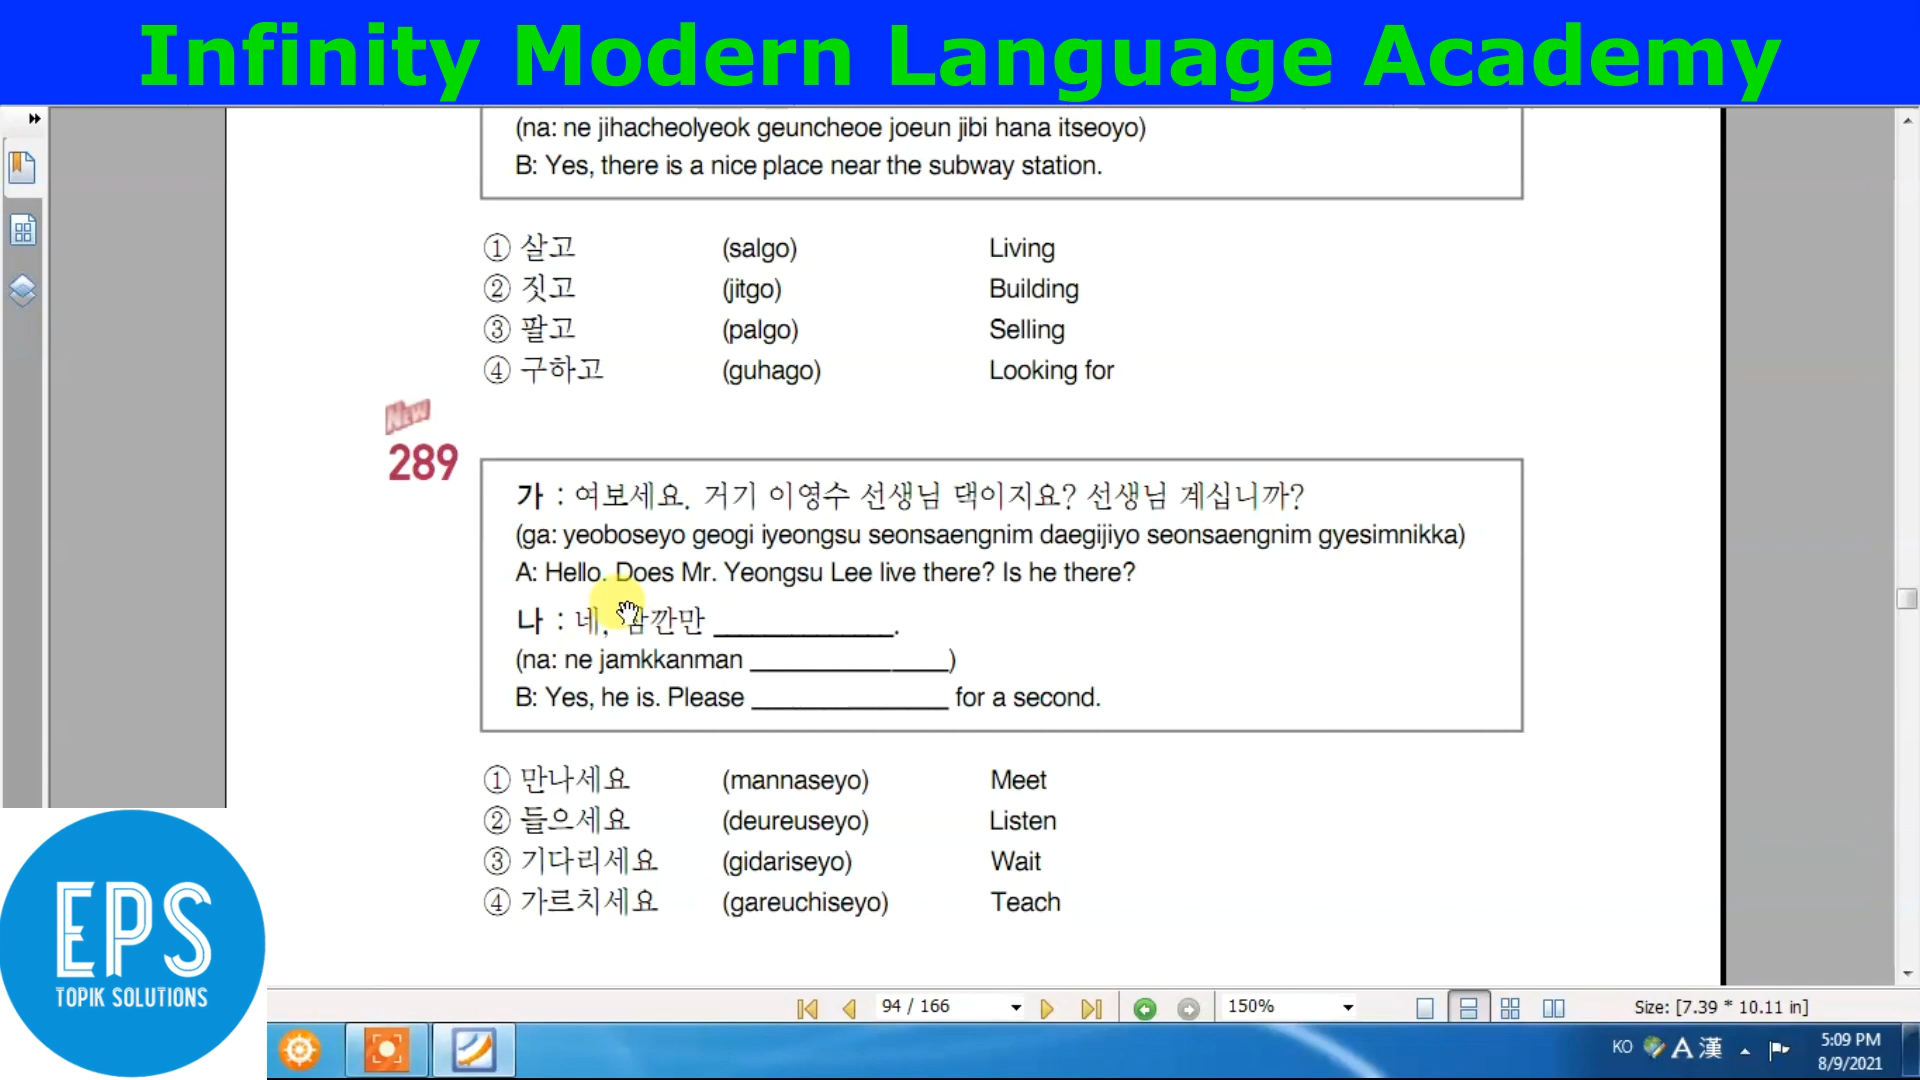 Infinity Modern Language Academy
(na: ne jihacheolyeok geuncheoe joeun jibi hana itseoyo)
B: Yes, there is a nice place near the subway station.
① 살고 (salgo) Living
② 짓고 (jitgo) Building
③ 팔고 (palgo) Selling
④ 구하고 (guhago) Looking for
New
289
가 : 여보세요. 거기 이영수 선생님 댁이지요? 선생님 계십니까?
(ga: yeoboseyo geogi iyeongsu seonsaengnim daegijiyo seonsaengnim gyesimnikka)
A: Hello. Does Mr. Yeongsu Lee live there? Is he there?
나 : 네, 잠깐만 ____________.
(na: ne jamkkanman ____________)
B: Yes, he is. Please ____________ for a second.
① 만나세요 (mannaseyo) Meet
② 들으세요 (deureuseyo) Listen
③ 기다리세요 (gidariseyo) Wait
④ 가르치세요 (gareuchiseyo) Teach
EPS
TOPIK SOLUTIONS
94 / 166 150% Size: [7.39 * 10.11 in]
KO A 漢 5:09 PM
8/9/2021